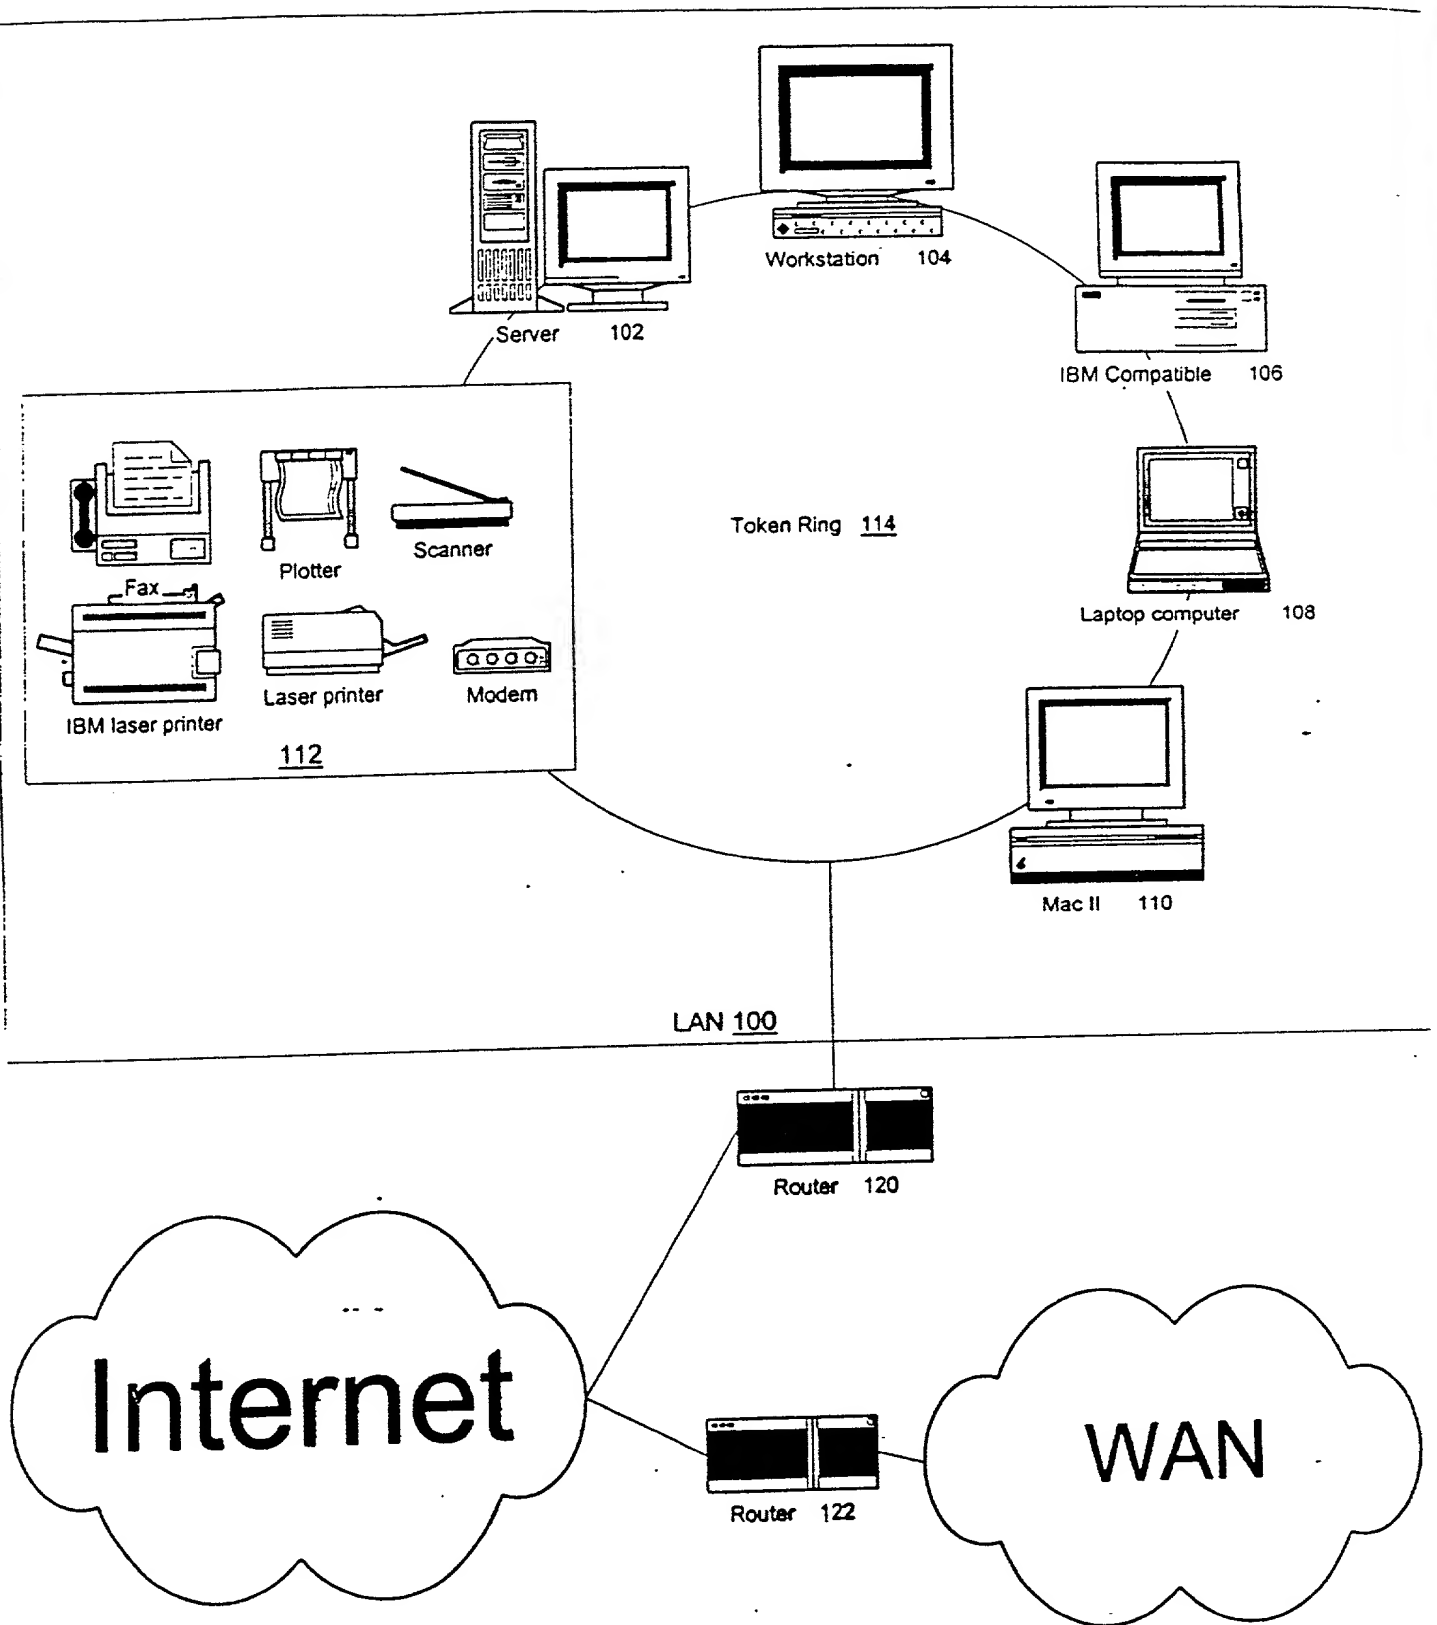 Workstation 104
Server 102
IBM Compatible 106
Token Ring 114
Scanner
Plotter
Fax
Laptop computer 108
IBM laser printer
Laser printer
Modem
112
Mac II 110
LAN 100
Router 120
Internet
WAN
Router 122